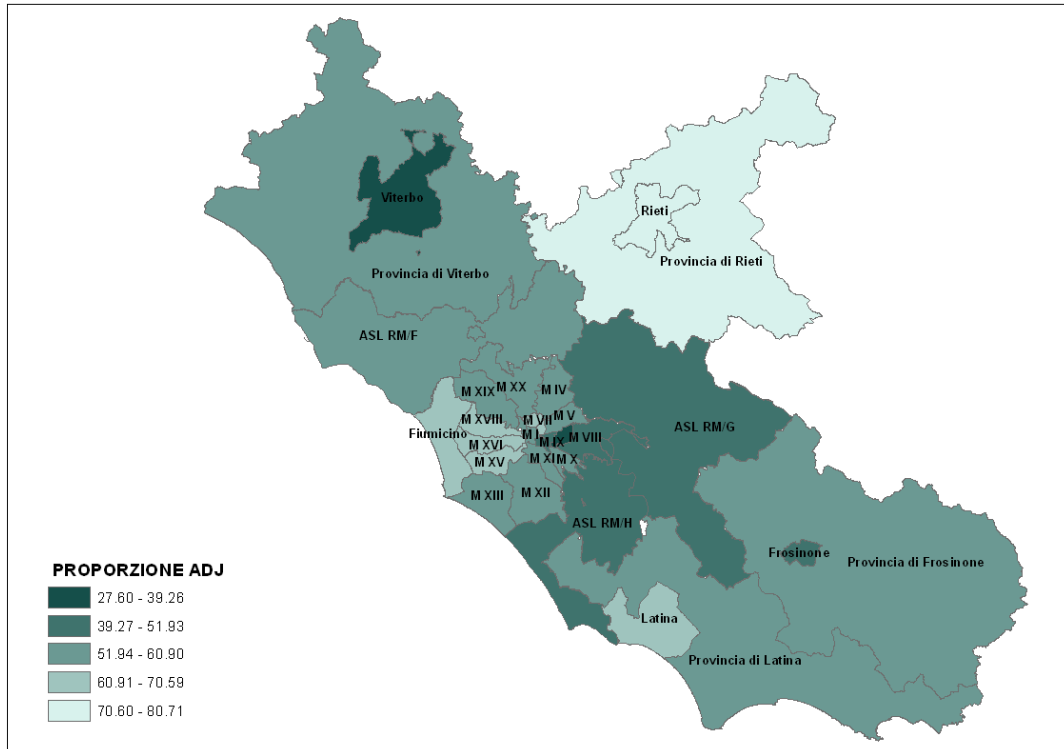 Viterbo
Rieti
Provincia di Rieti
Provincia di Viterbo
ASL RM/F
M XIX
M XX
M IV
M XVIII
M VII
M V
Fiumicino
M I
M IX
M VIII
ASL RM/G
M XVI
M XV
M XI
M X
M XIII
M XII
ASL RM/H
Frosinone
Provincia di Frosinone
Latina
Provincia di Latina
PROPORZIONE ADJ
27.60 - 39.26
39.27 - 51.93
51.94 - 60.90
60.91 - 70.59
70.60 - 80.71